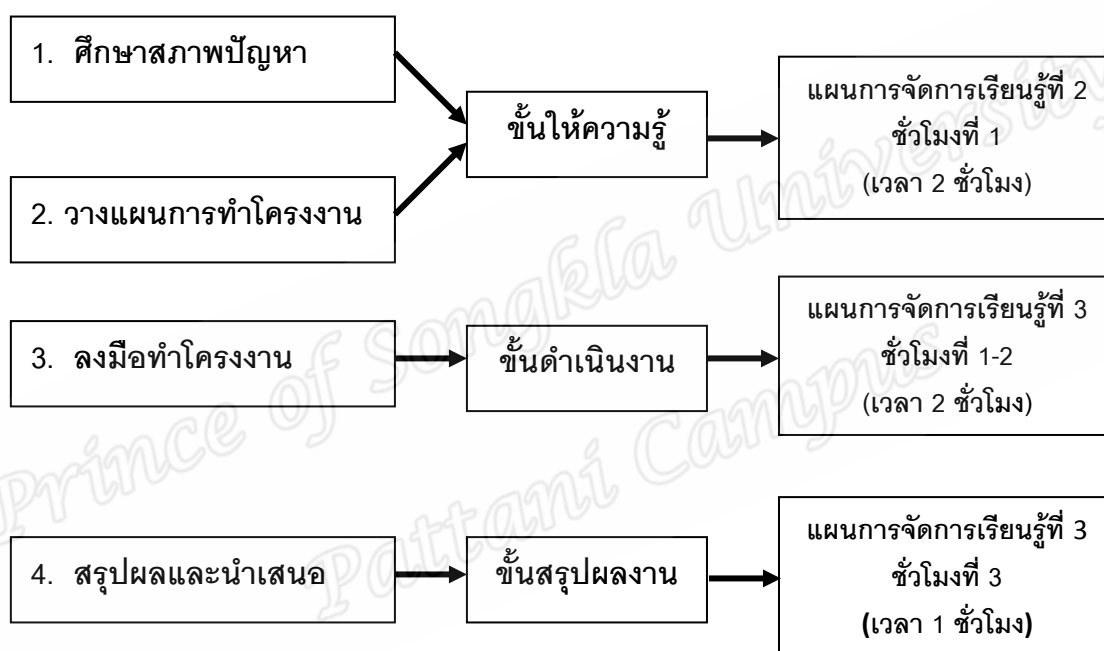 1. ศึกษาสภาพปัญหา
2. วางแผนการทำโครงงาน
ขั้นให้ความรู้
แผนการจัดการเรียนรู้ที่ 2
ชั่วโมงที่ 1
(เวลา 2 ชั่วโมง)
3. ลงมือทำโครงงาน
ขั้นดำเนินงาน
แผนการจัดการเรียนรู้ที่ 3
ชั่วโมงที่ 1-2
(เวลา 2 ชั่วโมง)
4. สรุปผลและนำเสนอ
ขั้นสรุปผลงาน
แผนการจัดการเรียนรู้ที่ 3
ชั่วโมงที่ 3
(เวลา 1 ชั่วโมง)
Prince of Songkla University
Pattani Campus